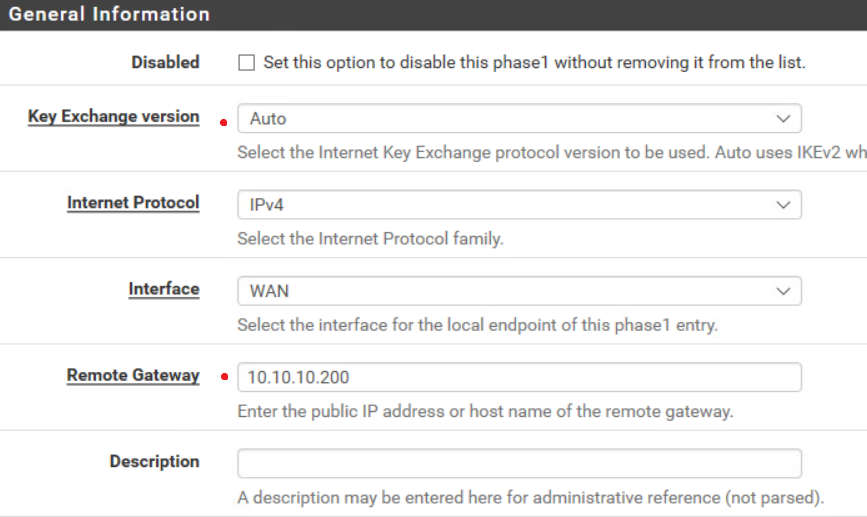 General Information
Disabled Set this option to disable this phase1 without removing it from the list.
Key Exchange version Auto
Select the Internet Key Exchange protocol version to be used. Auto uses IKEv2 wh
Internet Protocol IPv4
Select the Internet Protocol family.
Interface WAN
Select the interface for the local endpoint of this phase1 entry.
Remote Gateway 10.10.10.200
Enter the public IP address or host name of the remote gateway.
Description
A description may be entered here for administrative reference (not parsed).